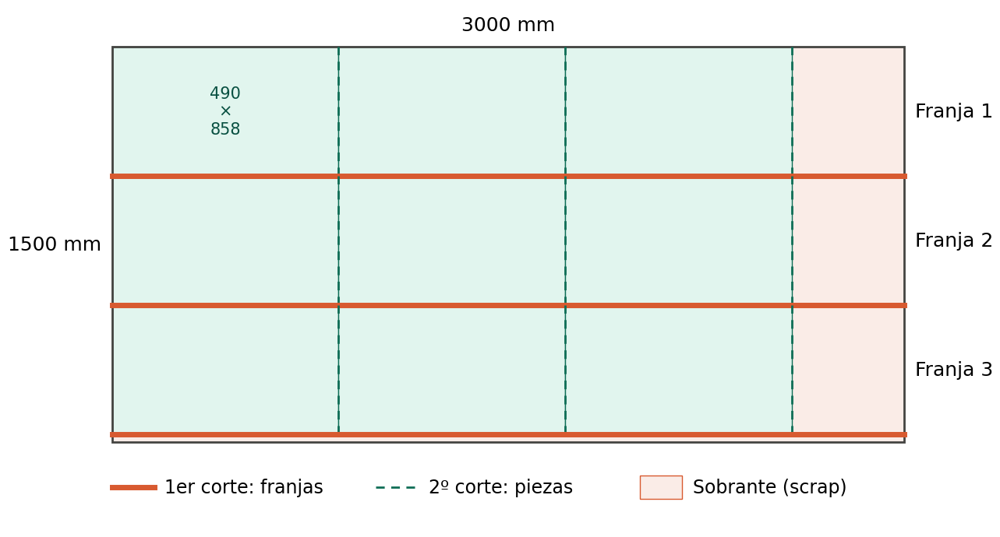 3000 mm
490
×
858
Franja 1
Franja 2
1500 mm
Franja 3
1er corte: franjas
2º corte: piezas
Sobrante (scrap)